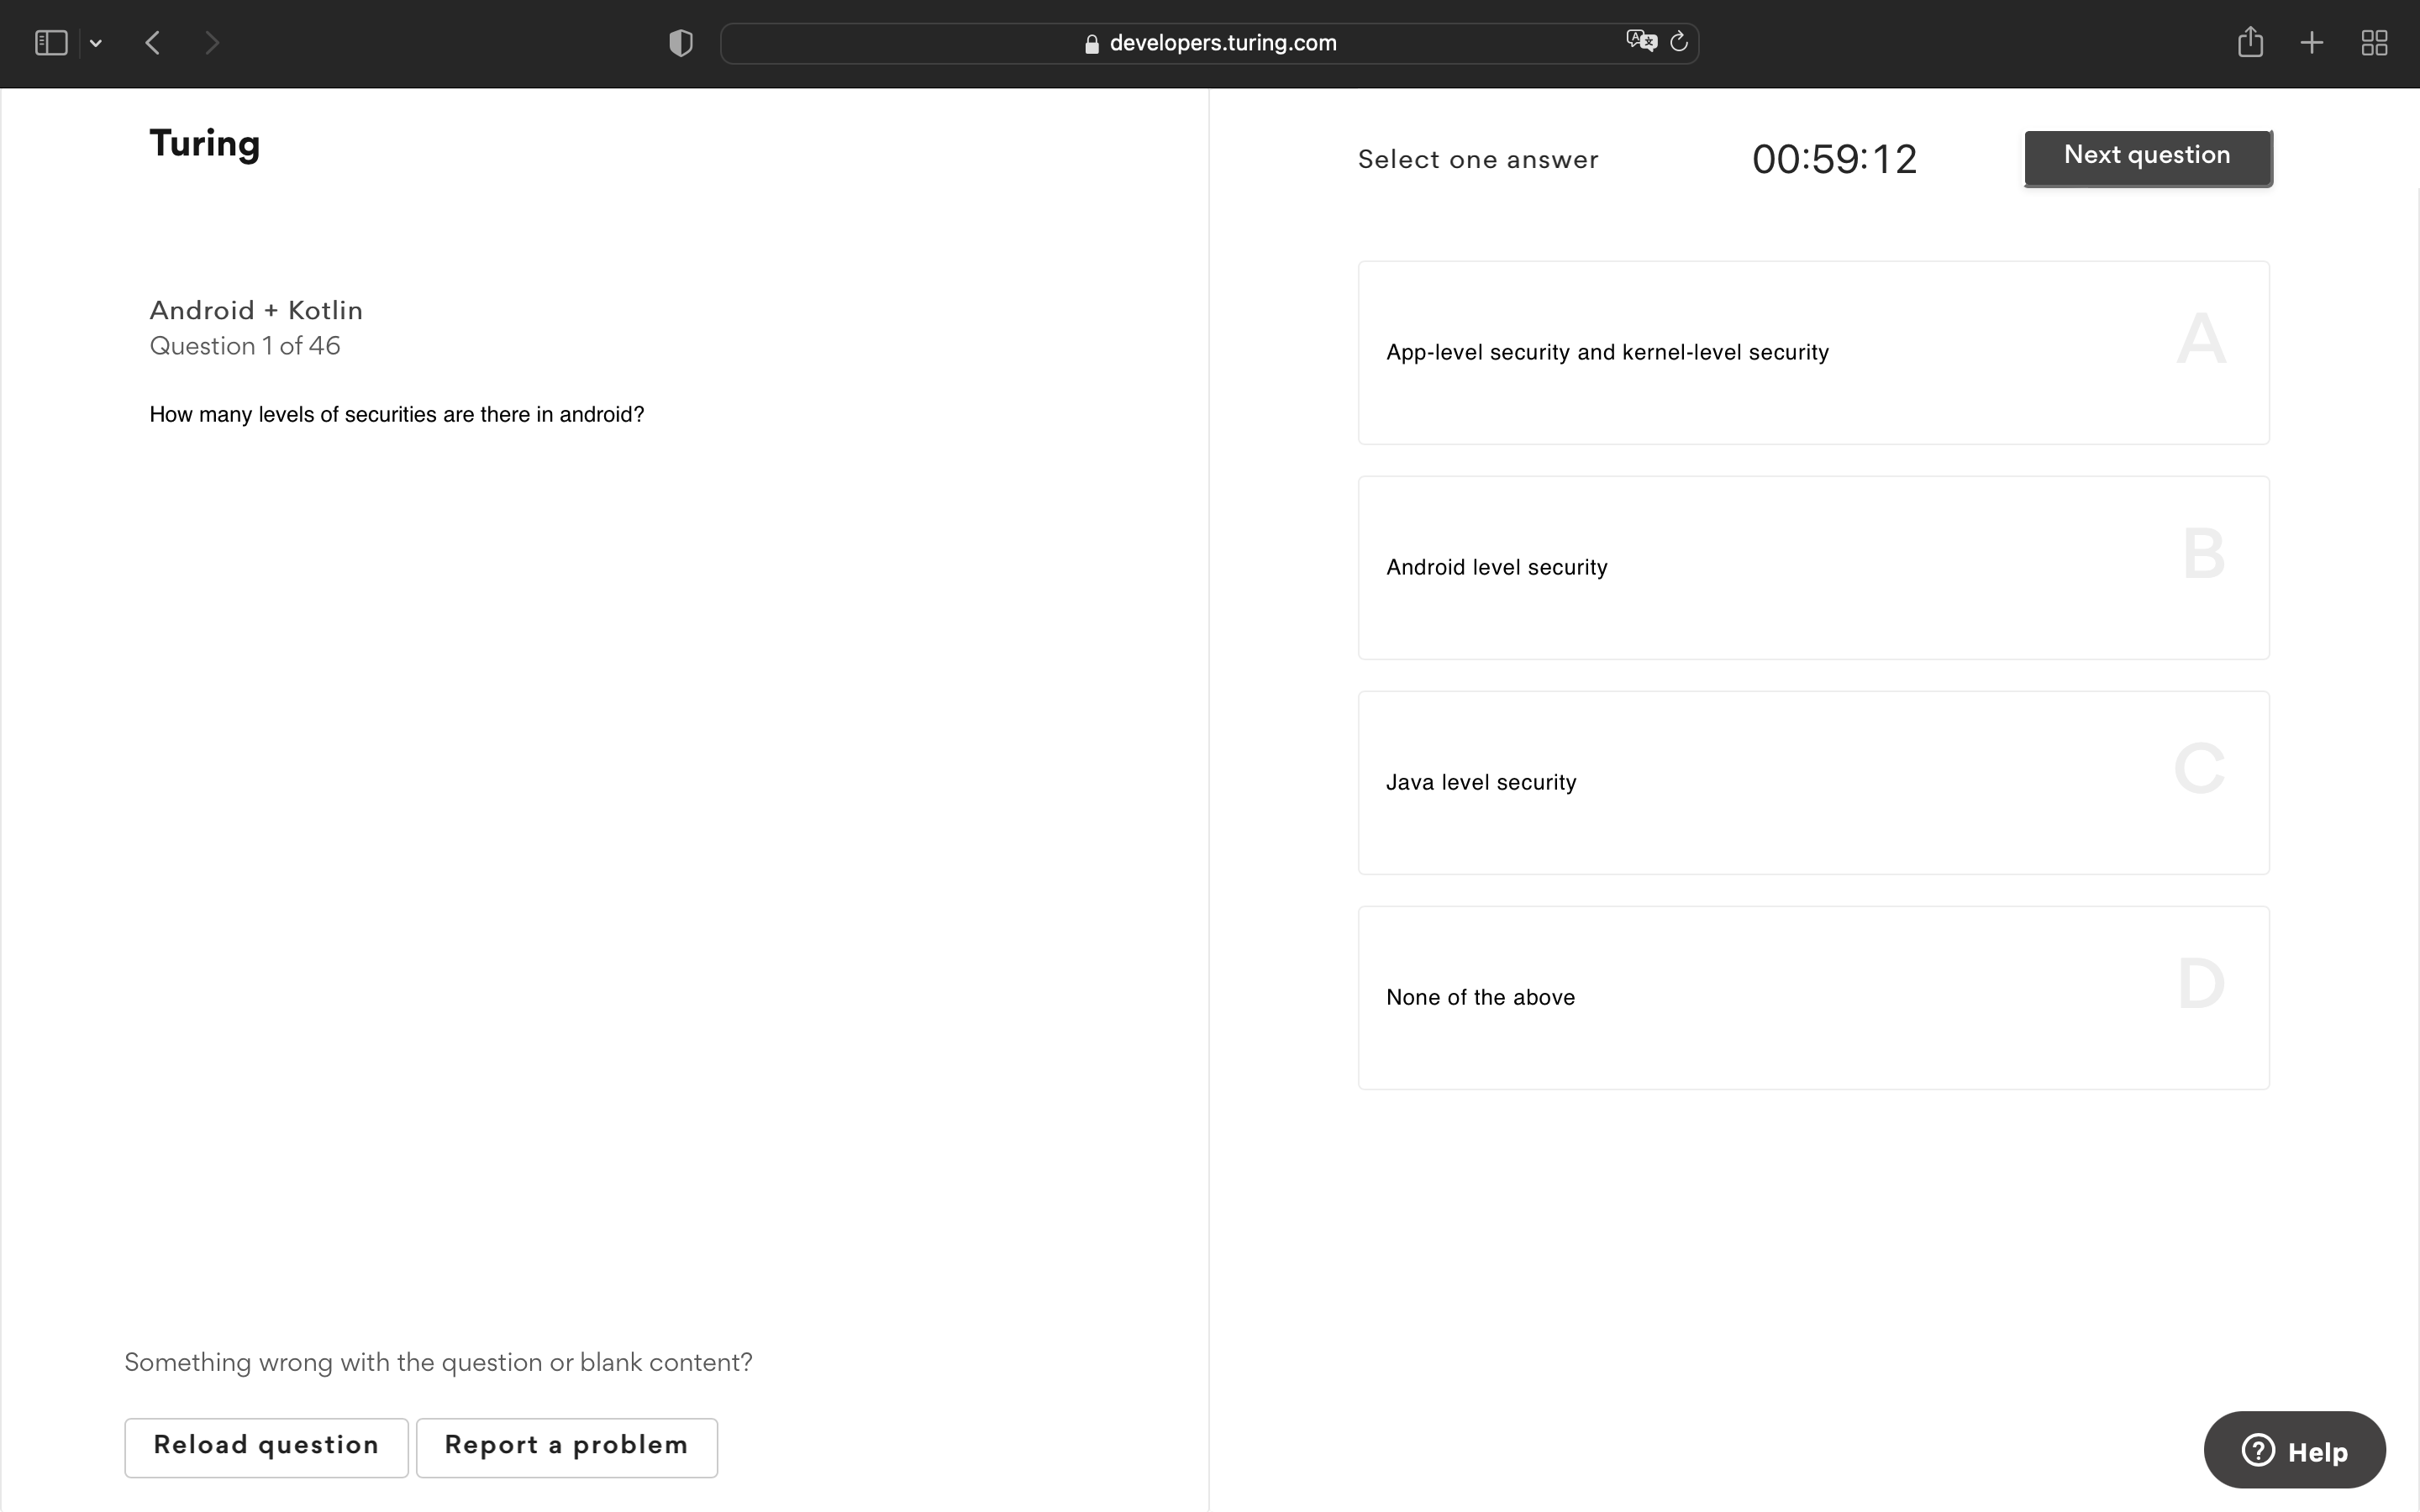 developers.turing.com
Turing
Select one answer
00:59:12
Next question
Android + Kotlin
Question 1 of 46
How many levels of securities are there in android?
App-level security and kernel-level security
A
Android level security
B
Java level security
C
None of the above
D
Something wrong with the question or blank content?
Reload question
Report a problem
Help